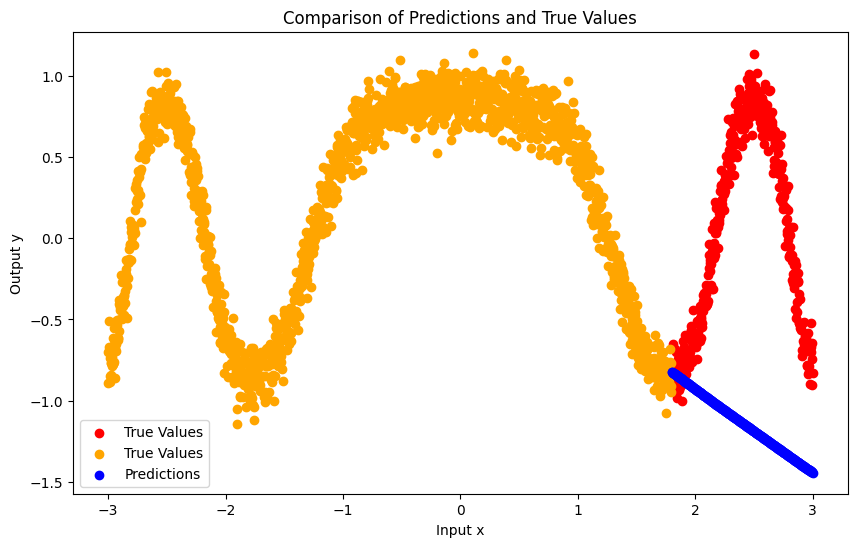 Comparison of Predictions and True Values
Output y
1.0
0.5
0.0
−0.5
−1.0
−1.5
True Values
True Values
Predictions
−3
−2
−1
0
1
2
3
Input x